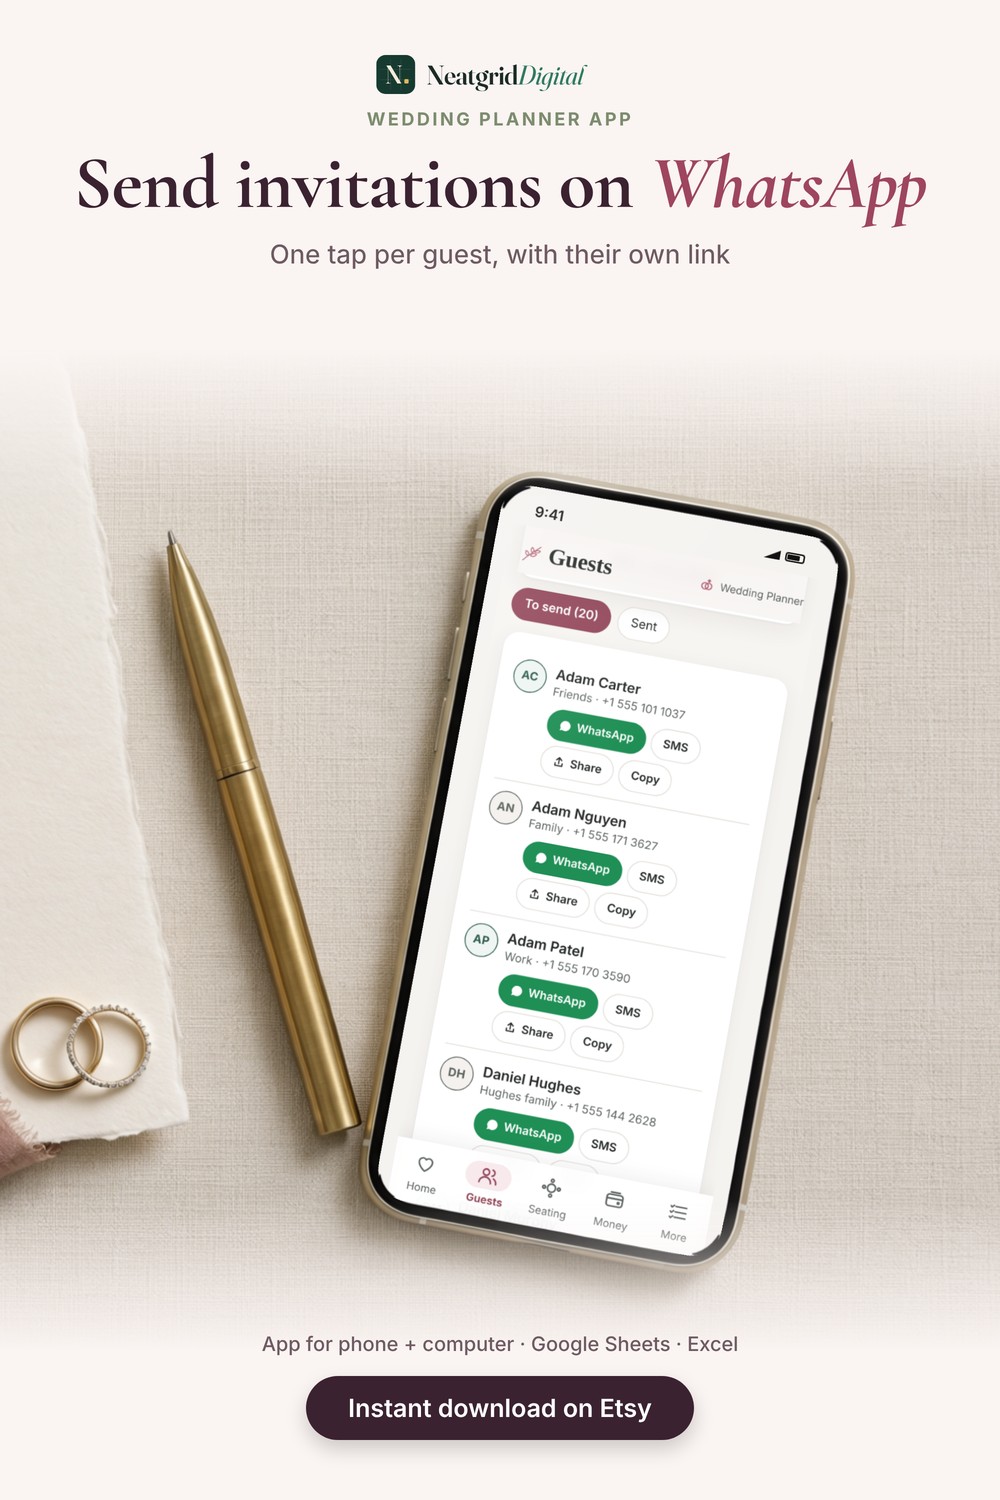 N.
NeatgridDigital
WEDDING PLANNER APP
Send invitations on WhatsApp
One tap per guest, with their own link
9:41
Guests
Wedding Planner
To send (20)
Sent
AC
Adam Carter
Friends · +1 555 101 1037
WhatsApp
SMS
Share
Copy
AN
Adam Nguyen
Family · +1 555 171 3627
WhatsApp
SMS
Share
Copy
AP
Adam Patel
Work · +1 555 170 3590
WhatsApp
SMS
Share
Copy
DH
Daniel Hughes
Hughes family · +1 555 144 2628
WhatsApp
SMS
Home
Guests
Seating
Money
More
App for phone + computer · Google Sheets · Excel
Instant download on Etsy